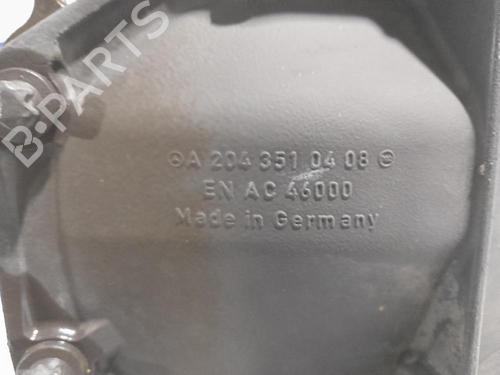 B-PARTS
A 204 351 04 08
EN AC 46000
Made in Germany